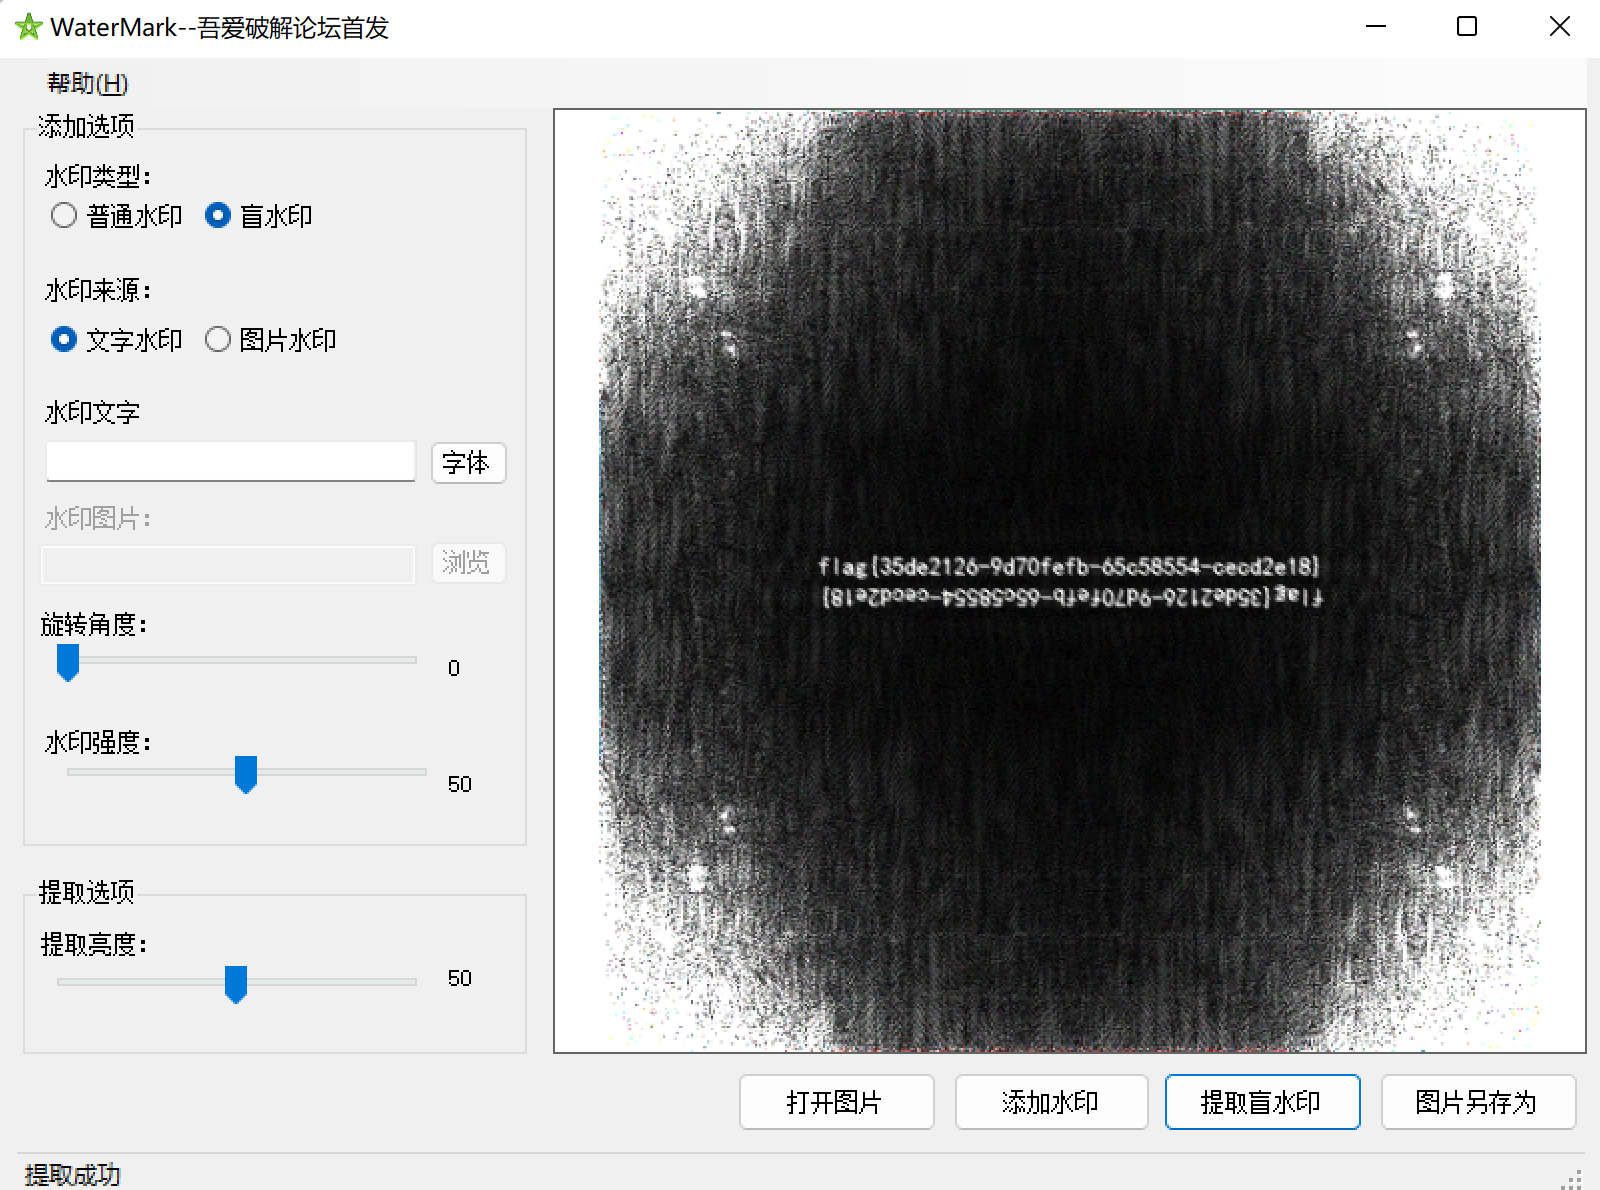 WaterMark--吾爱破解论坛首发
帮助(H)
添加选项
水印类型：
普通水印 盲水印
水印来源：
文字水印 图片水印
水印文字
字体
水印图片：
浏览
旋转角度：
0
水印强度：
50
提取选项
提取亮度：
50
flag{35de2126-9d70fefb-65c58554-cecd2e18}
flag{35de2126-9d70fefb-65c58554-cecd2e18}
打开图片 添加水印 提取盲水印 图片另存为
提取成功